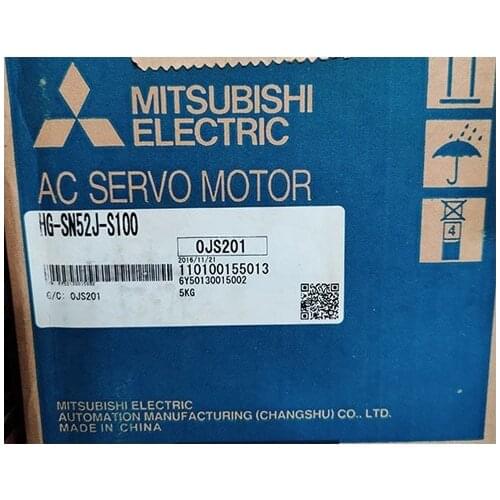 MITSUBISHI
ELECTRIC
AC SERVO MOTOR
HG-SN52J-S100
0JS201
2016/11/21
110100155013
6Y50130015002
5KG
G/C: 0JS201
4
MITSUBISHI ELECTRIC
AUTOMATION MANUFACTURING (CHANGSHU) CO., LTD.
MADE IN CHINA